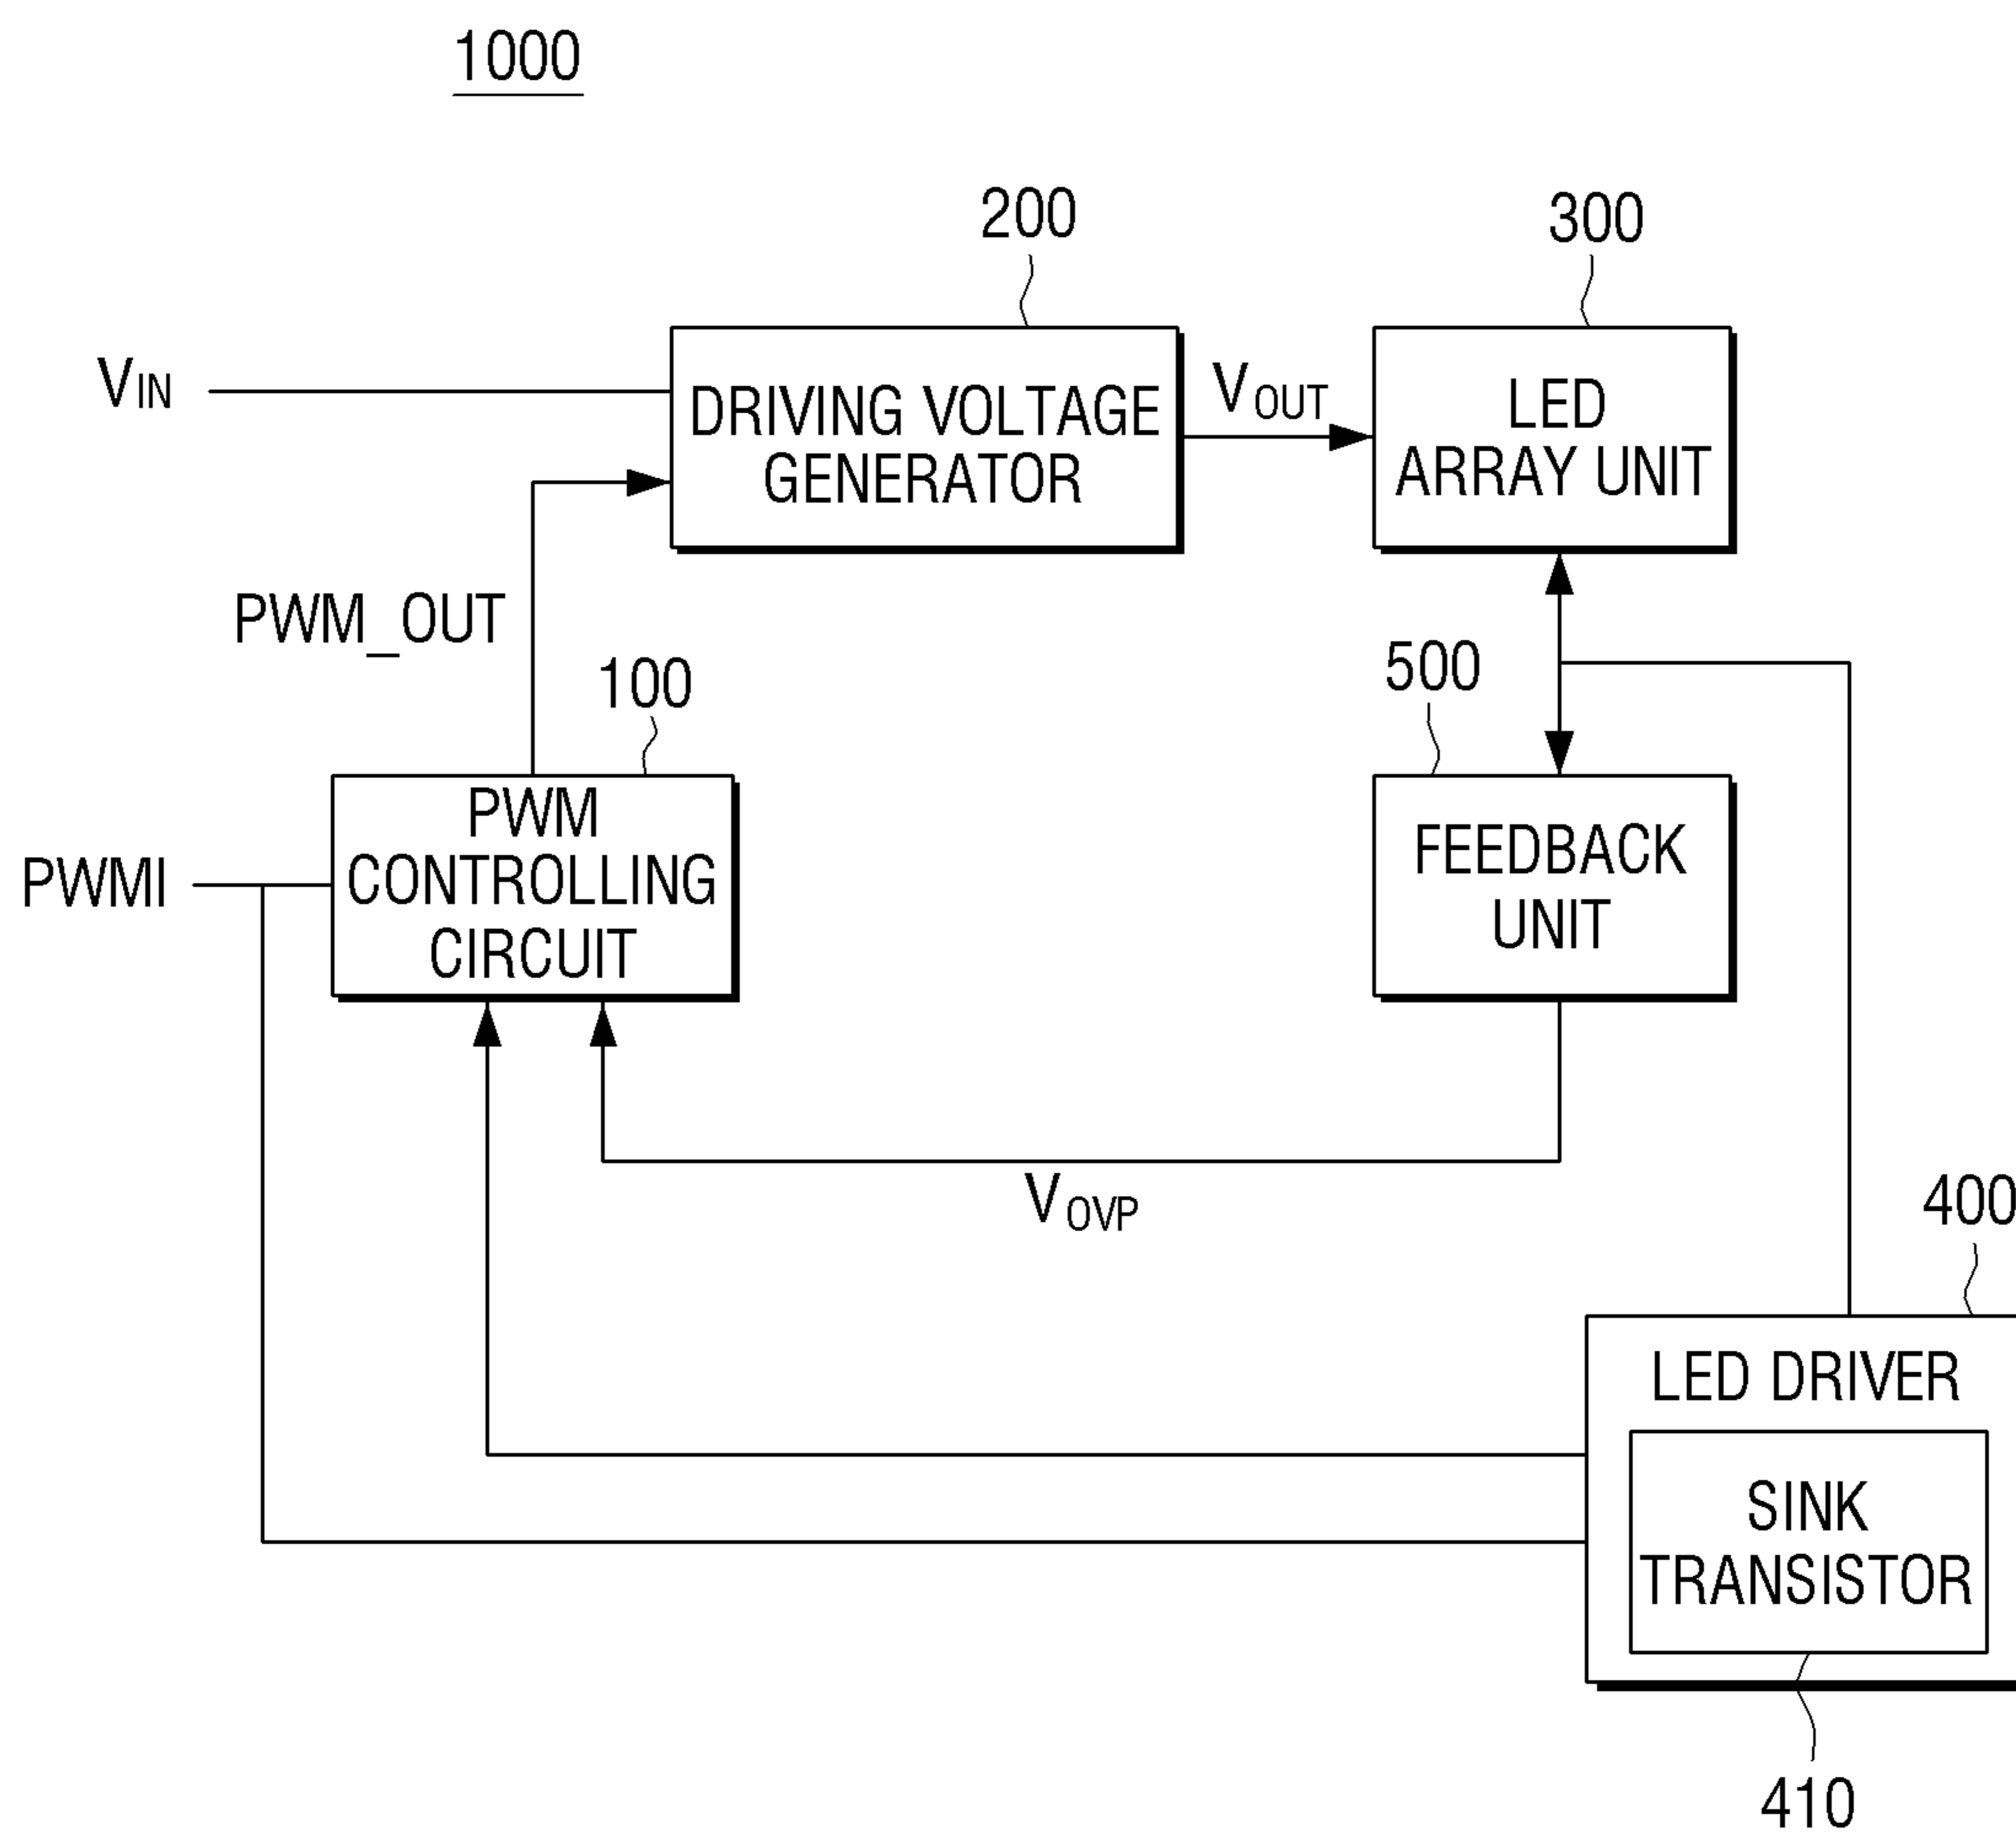 1000
200
300
VIN
DRIVING VOLTAGE
GENERATOR
VOUT
LED
ARRAY UNIT
PWM_OUT
100
500
PWMI
PWM
CONTROLLING
CIRCUIT
FEEDBACK
UNIT
VOVP
400
LED DRIVER
SINK
TRANSISTOR
410